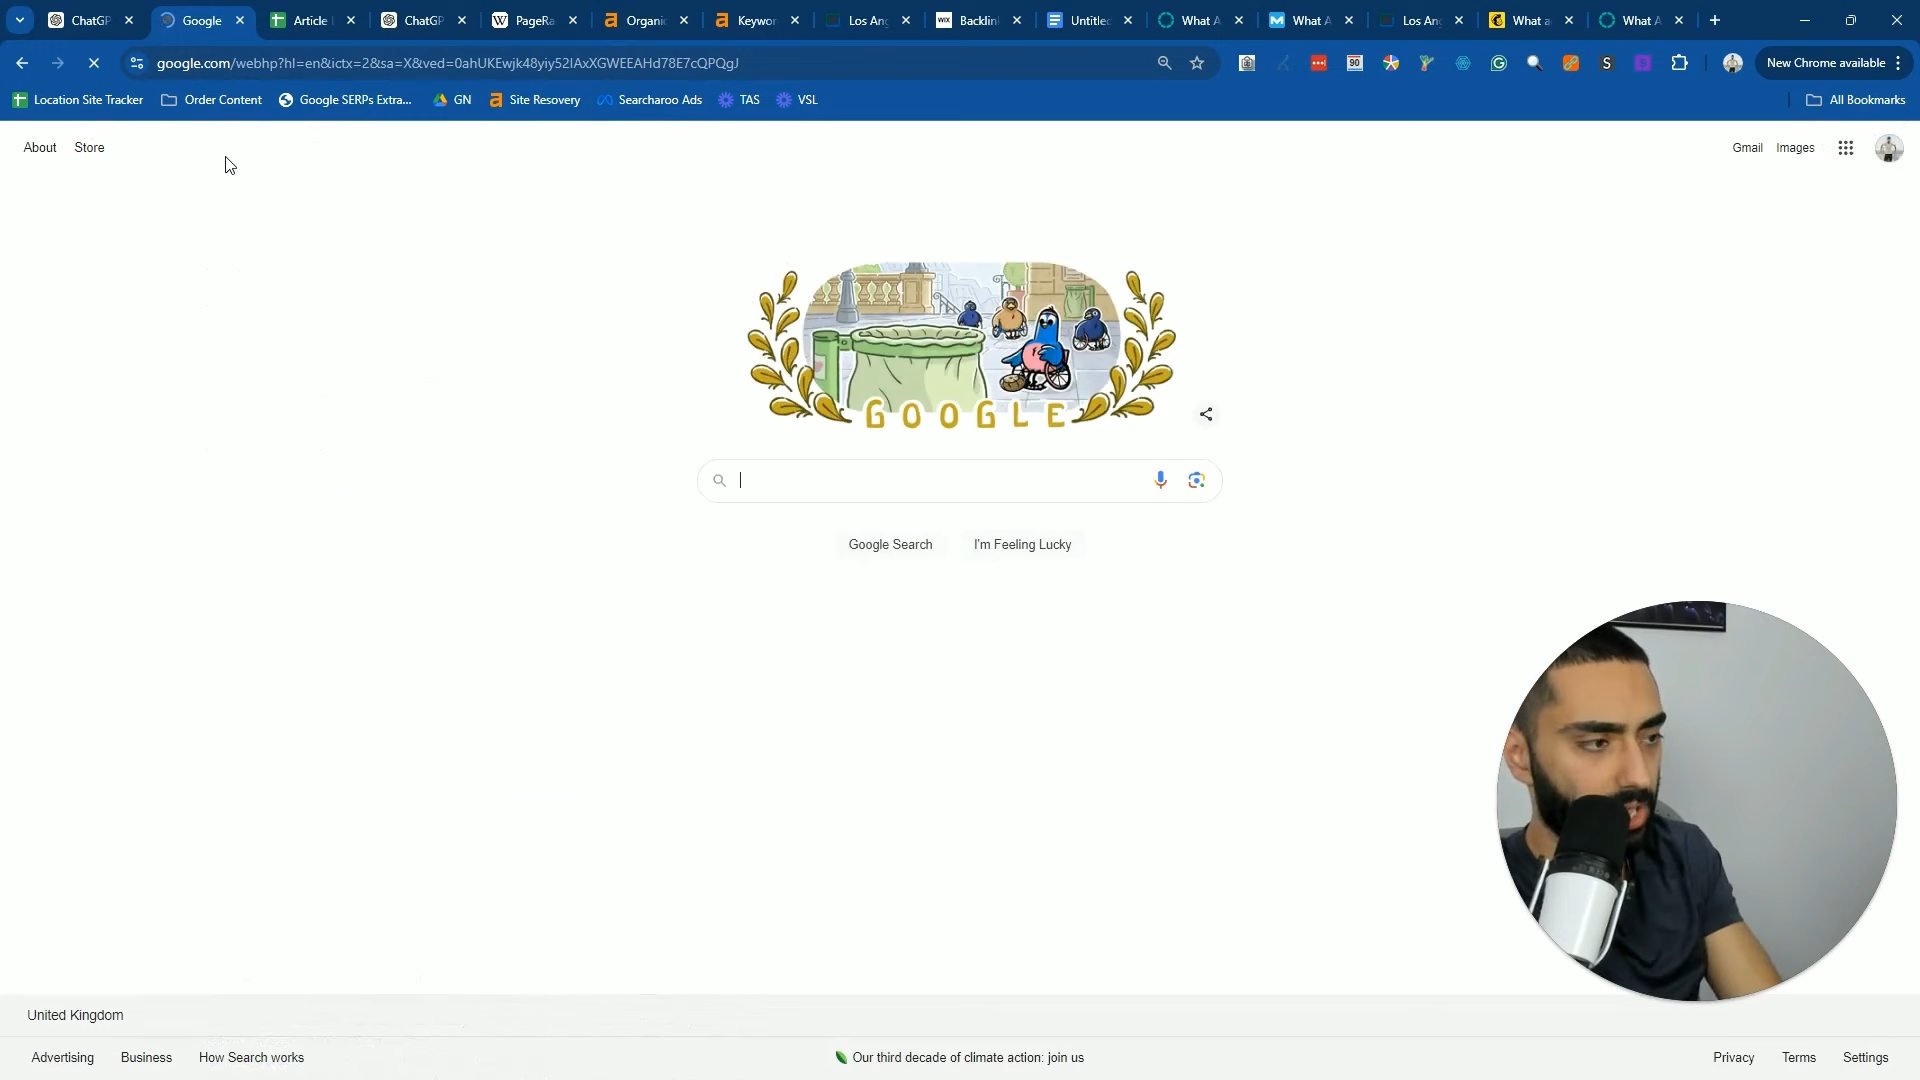 ChatGP
Google
Article
ChatGP
PageRa
Organic
Keywor
Los Ang
Backlin
Untitled
What A
What A
Los Ang
What a
What A
google.com/webhp?hl=en&ictx=2&sa=X&ved=0ahUKEwjk48yiy52IAxXGWEEAHd78E7cQPQgJ
90
S
New Chrome available
Location Site Tracker
Order Content
Google SERPs Extra...
GN
Site Recovery
Searcharoo Ads
TAS
VSL
All Bookmarks
About
Store
Gmail
Images
GOOGLE
Google Search
I'm Feeling Lucky
United Kingdom
Advertising
Business
How Search works
Our third decade of climate action: join us
Privacy
Terms
Settings